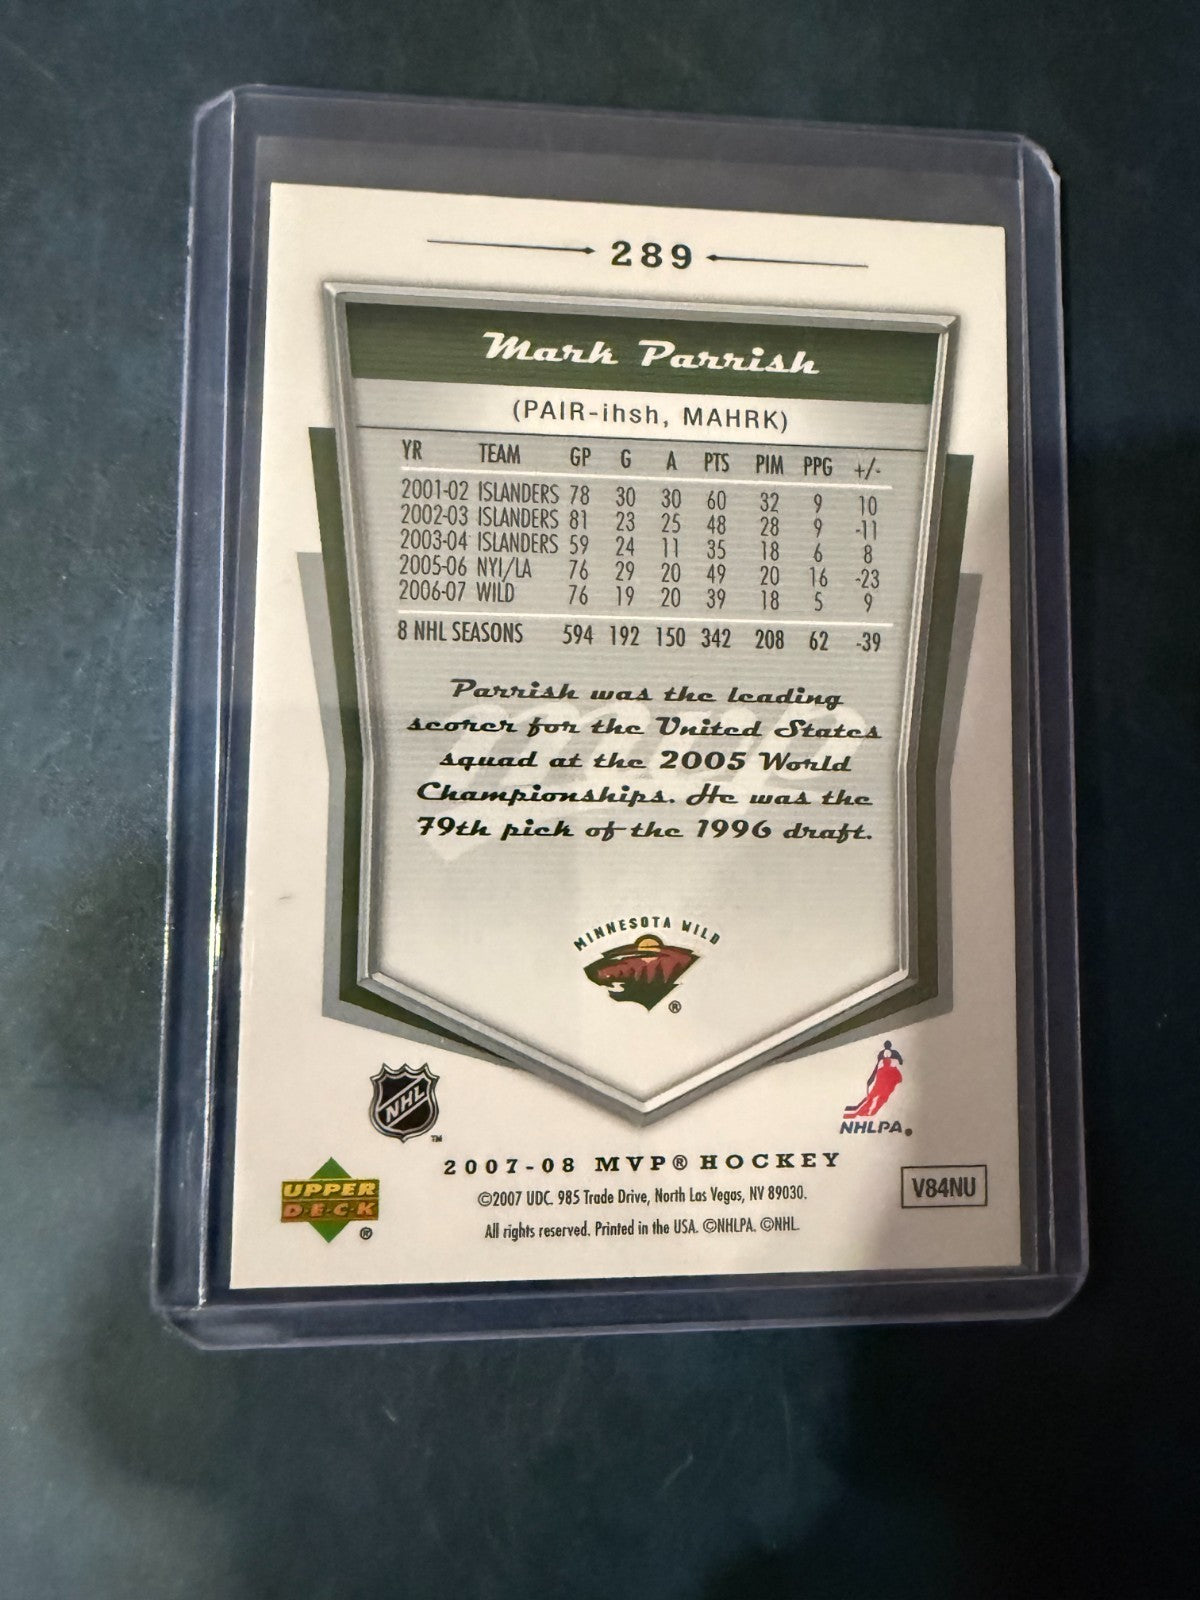 289
Mark Parrish
(PAIR-ihsh, MAHRK)
YR TEAM GP G A PTS PIM PPG +/-
2001-02 ISLANDERS 78 30 30 60 32 9 10
2002-03 ISLANDERS 81 23 25 48 28 9 -11
2003-04 ISLANDERS 59 24 11 35 18 6 8
2005-06 NYI/LA 76 29 20 49 20 16 -23
2006-07 WILD 76 19 20 39 18 5 9
8 NHL SEASONS 594 192 150 342 208 62 -39
Parrish was the leading
scorer for the United States
squad at the 2005 World
Championships. He was the
79th pick of the 1996 draft.
MINNESOTA WILD
®
NHL
™
NHLPA®
2007-08 MVP® HOCKEY
UPPER
DECK
®
©2007 UDC. 985 Trade Drive, North Las Vegas, NV 89030.
All rights reserved. Printed in the USA. ©NHLPA. ©NHL.
V84NU